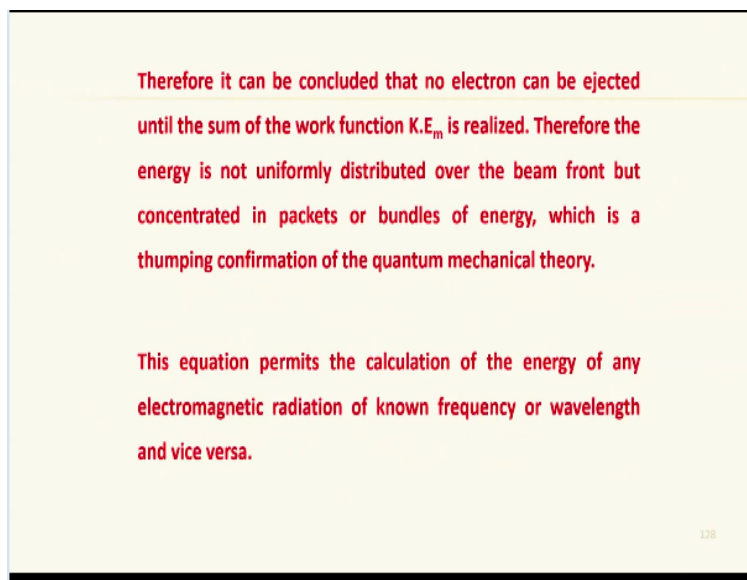 Therefore it can be concluded that no electron can be ejected
until the sum of the work function K.Em is realized. Therefore the
energy is not uniformly distributed over the beam front but
concentrated in packets or bundles of energy, which is a
thumping confirmation of the quantum mechanical theory.
This equation permits the calculation of the energy of any
electromagnetic radiation of known frequency or wavelength
and vice versa.
128